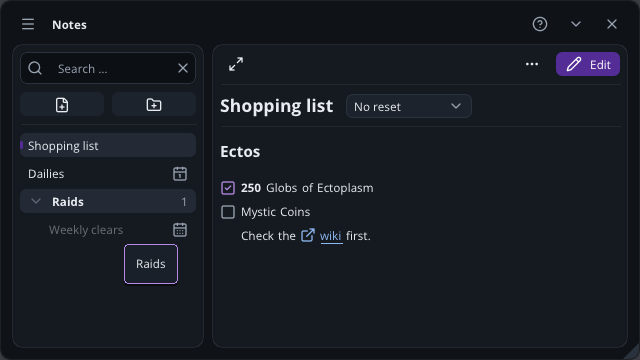 Notes
Search ...
Edit
Shopping list
No reset
Shopping list
Dailies
1
Raids
1
Weekly clears
Raids
Ectos
250 Globs of Ectoplasm
Mystic Coins
Check the wiki first.